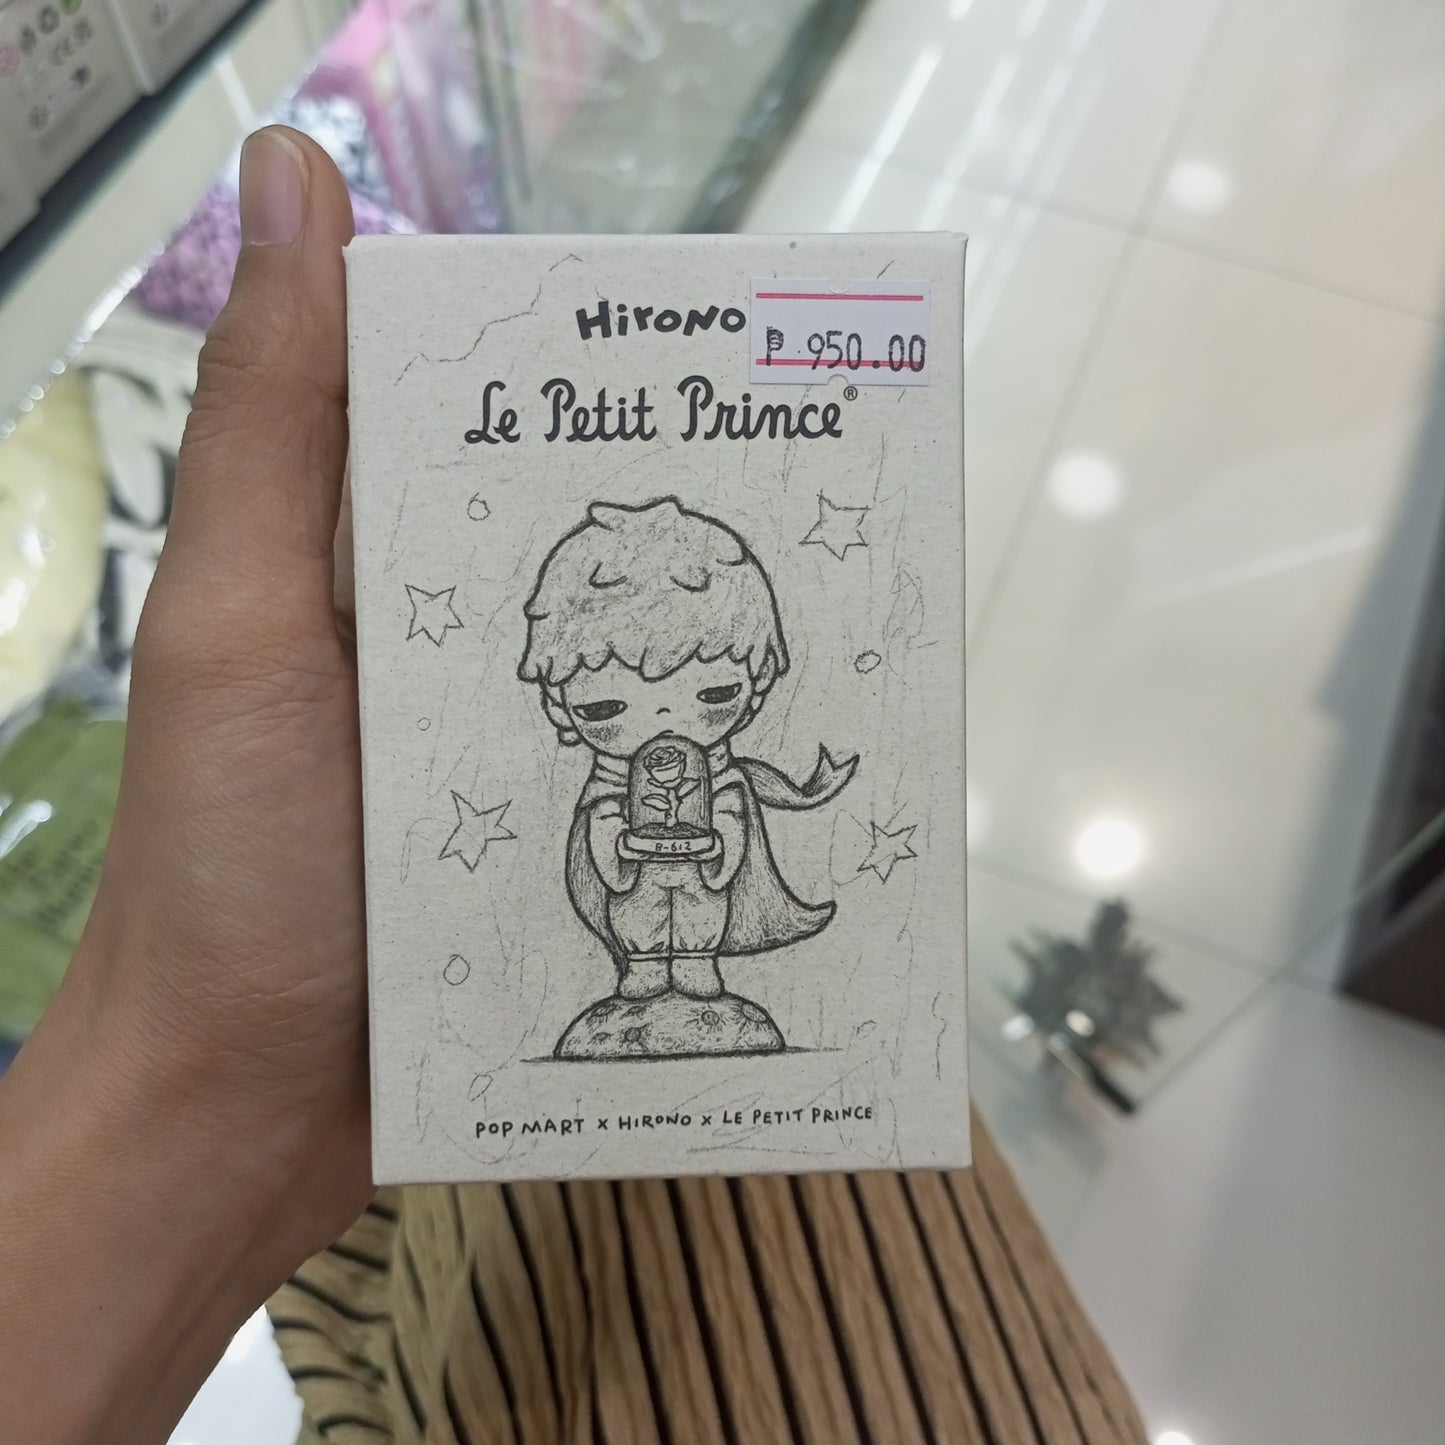 Hirono
₱ 950.00
Le Petit Prince®
B-612
POP MART x HIRONO x LE PETIT PRINCE